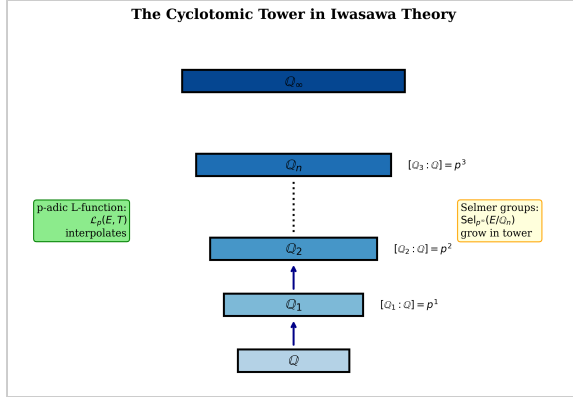 The Cyclotomic Tower in Iwasawa Theory
ℚ∞
ℚₙ
[ℚ₃ : ℚ] = p³
p-adic L-function:
ℒₚ(E, T)
interpolates
Selmer groups:
Selₚ∞(E/ℚₙ)
grow in tower
ℚ₂
[ℚ₂ : ℚ] = p²
ℚ₁
[ℚ₁ : ℚ] = p¹
ℚ